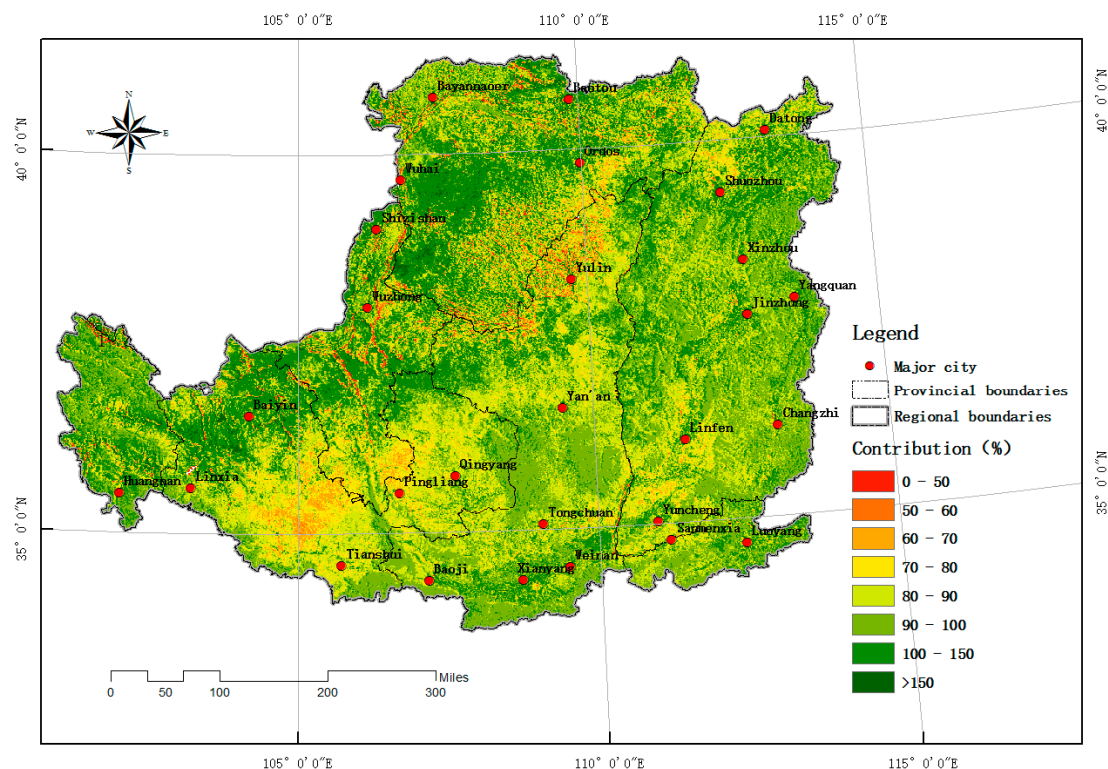 105° 0'0"E 110° 0'0"E 115° 0'0"E
40° 0'0"N
40° 0'0"N
35° 0'0"N
35° 0'0"N
N
W E
S
Bayannaoer
Baotou
Datong
Ordos
Wuhai
Shuozhou
Shizishan
Xinzhou
Yulin
Yangquan
Wuzhong
Jinzhong
Yan'an
Baiyin
Changzhi
Linfen
Qingyang
Huangnan
Linxia
Pingliang
Tongchuan
Yuncheng
Sanmenxia
Luoyang
Tianshui
Weinan
Baoji
Xianyang
Legend
Major city
Provincial boundaries
Regional boundaries
Contribution (%)
0 - 50
50 - 60
60 - 70
70 - 80
80 - 90
90 - 100
100 - 150
>150
Miles
0 50 100 200 300
105° 0'0"E 110° 0'0"E 115° 0'0"E